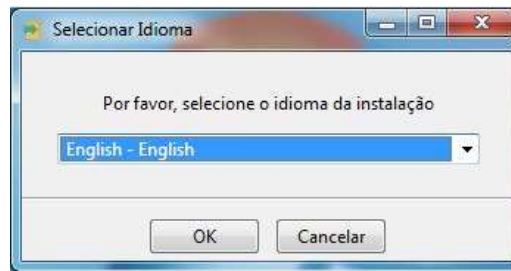 Selecionar Idioma
Por favor, selecione o idioma da instalação
English - English
OK
Cancelar